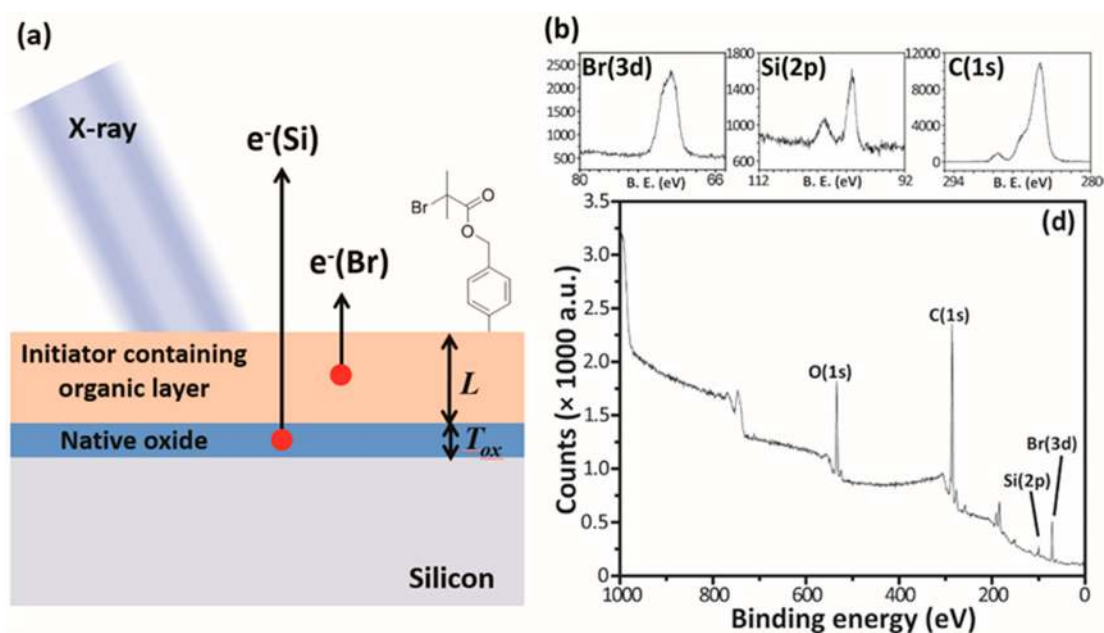 (a)
X-ray
e⁻(Si)
e⁻(Br)
Br
O
O
Initiator containing
organic layer
L
Native oxide
Tox
Silicon
(b)
Br(3d)
2500
2000
1500
1000
500
80
B. E. (eV)
66
Si(2p)
1800
1400
1000
600
112
B. E. (eV)
92
C(1s)
12000
8000
4000
0
294
B. E. (eV)
280
(d)
Counts (× 1000 a.u.)
3.5
3.0
2.5
2.0
1.5
1.0
0.5
0
O(1s)
C(1s)
Si(2p)
Br(3d)
1000
800
600
400
200
0
Binding energy (eV)